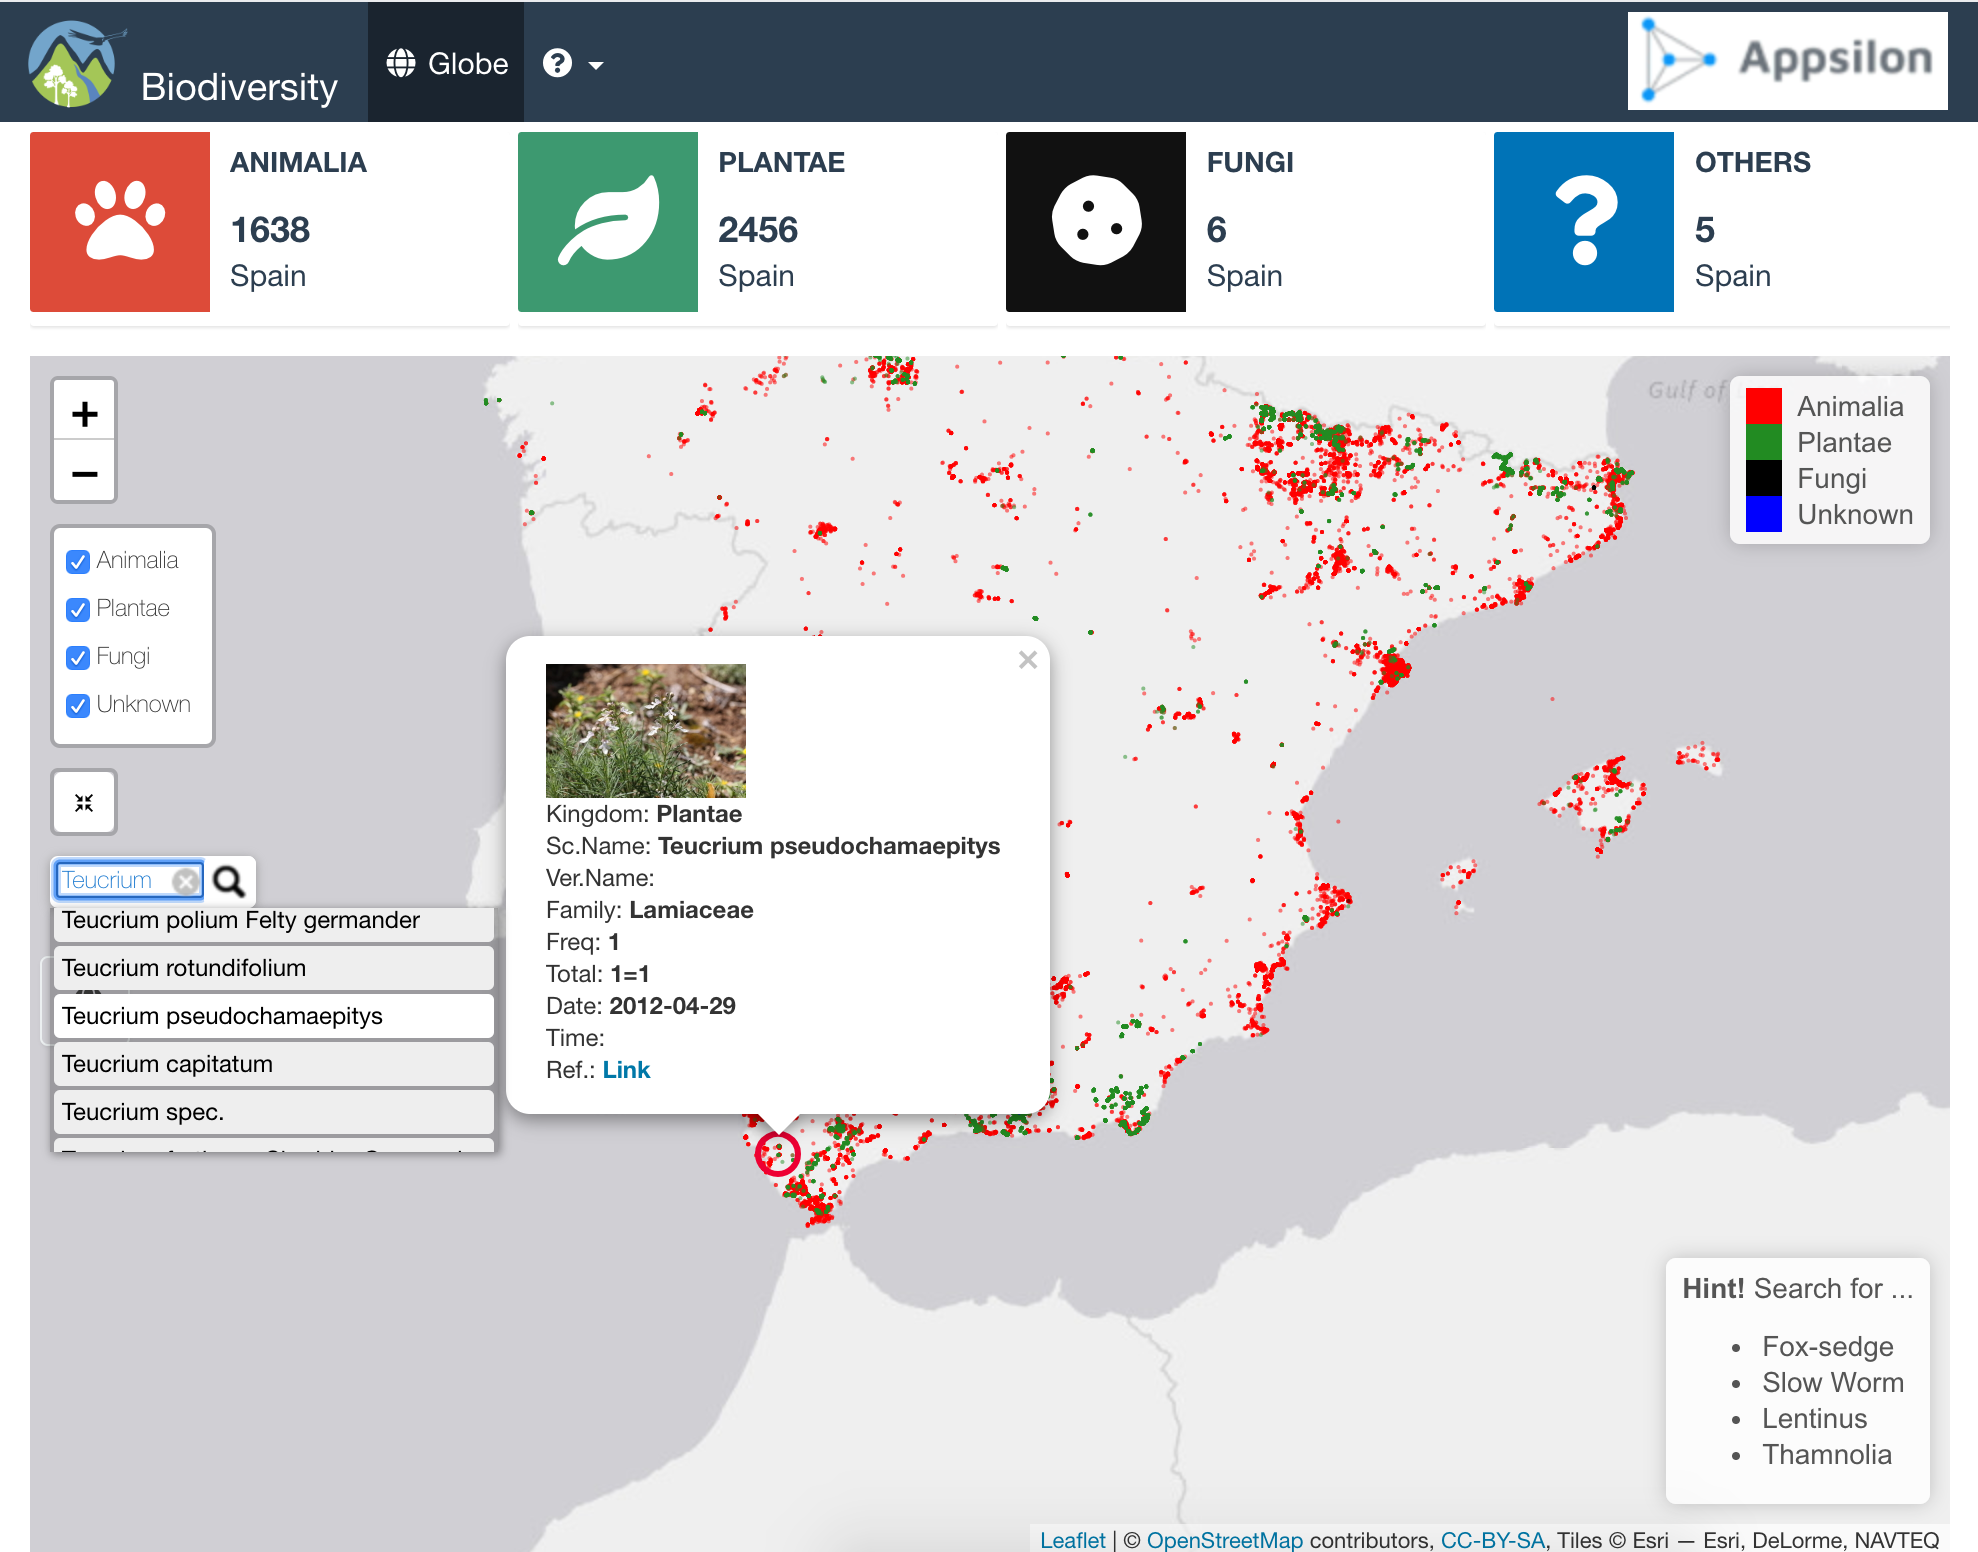 Biodiversity
Globe
Appsilon
ANIMALIA
1638
Spain
PLANTAE
2456
Spain
FUNGI
6
Spain
OTHERS
5
Spain
+
−
Animalia
Plantae
Fungi
Unknown
Teucrium
Teucrium polium Felty germander
Teucrium rotundifolium
Teucrium pseudochamaepitys
Teucrium capitatum
Teucrium spec.
Kingdom: Plantae
Sc.Name: Teucrium pseudochamaepitys
Ver.Name:
Family: Lamiaceae
Freq: 1
Total: 1=1
Date: 2012-04-29
Time:
Ref.: Link
Gulf of
Animalia
Plantae
Fungi
Unknown
Hint! Search for ...
• Fox-sedge
• Slow Worm
• Lentinus
• Thamnolia
Leaflet | © OpenStreetMap contributors, CC-BY-SA, Tiles © Esri — Esri, DeLorme, NAVTEQ